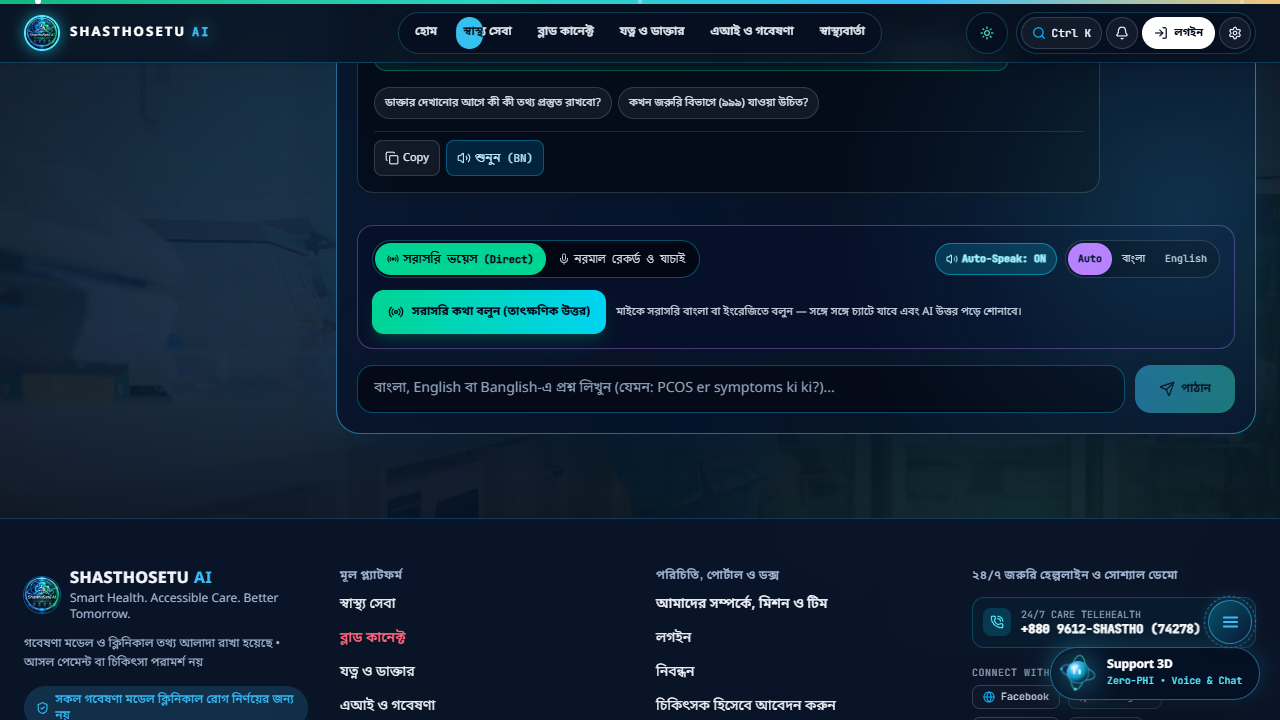 SHASTHOSETU AI
হোম
স্বাস্থ্য সেবা
ব্লাড কানেক্ট
যত্ন ও ডাক্তার
এআই ও গবেষণা
স্বাস্থ্যবার্তা
Ctrl K
লগইন
ডাক্তার দেখানোর আগে কী কী তথ্য প্রস্তুত রাখবো?
কখন জরুরি বিভাগে (৯৯৯) যাওয়া উচিত?
Copy
শুনুন (BN)
সরাসরি ভয়েস (Direct)
নরমাল রেকর্ড ও যাচাই
Auto-Speak: ON
Auto
বাংলা
English
সরাসরি কথা বলুন (তাৎক্ষণিক উত্তর)
মাইকে সরাসরি বাংলা বা ইংরেজিতে বলুন — সঙ্গে সঙ্গে চ্যাটে যাবে এবং AI উত্তর পড়ে শোনাবে।
বাংলা, English বা Banglish-এ প্রশ্ন লিখুন (যেমন: PCOS er symptoms ki ki?)...
পাঠান
SHASTHOSETU AI
Smart Health. Accessible Care. Better
Tomorrow.
গবেষণা মডেল ও ক্লিনিকাল তথ্য আলাদা রাখা হয়েছে •
আসল পেমেন্ট বা চিকিৎসা পরামর্শ নয়
সকল গবেষণা মডেল ক্লিনিকাল রোগ নির্ণয়ের জন্য
নয়
মূল প্ল্যাটফর্ম
স্বাস্থ্য সেবা
ব্লাড কানেক্ট
যত্ন ও ডাক্তার
এআই ও গবেষণা
পরিচিতি, পোর্টাল ও ডক্স
আমাদের সম্পর্কে, মিশন ও টিম
লগইন
নিবন্ধন
চিকিৎসক হিসেবে আবেদন করুন
২৪/৭ জরুরি হেল্পলাইন ও সোশ্যাল ডেমো
24/7 CARE TELEHEALTH
+880 9612-SHASTHO (74278)
CONNECT WITH
Facebook
Support 3D
Zero-PHI • Voice & Chat